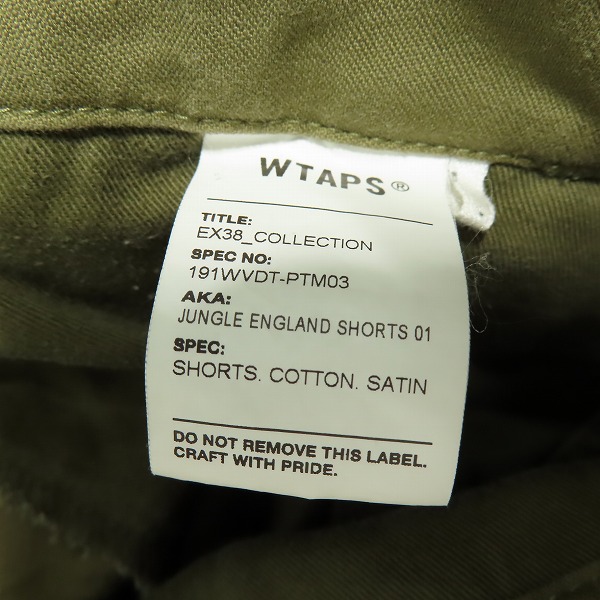 WTAPS®
TITLE:
EX38_COLLECTION
SPEC NO:
191WVDT-PTM03
AKA:
JUNGLE ENGLAND SHORTS 01
SPEC:
SHORTS. COTTON. SATIN
DO NOT REMOVE THIS LABEL.
CRAFT WITH PRIDE.